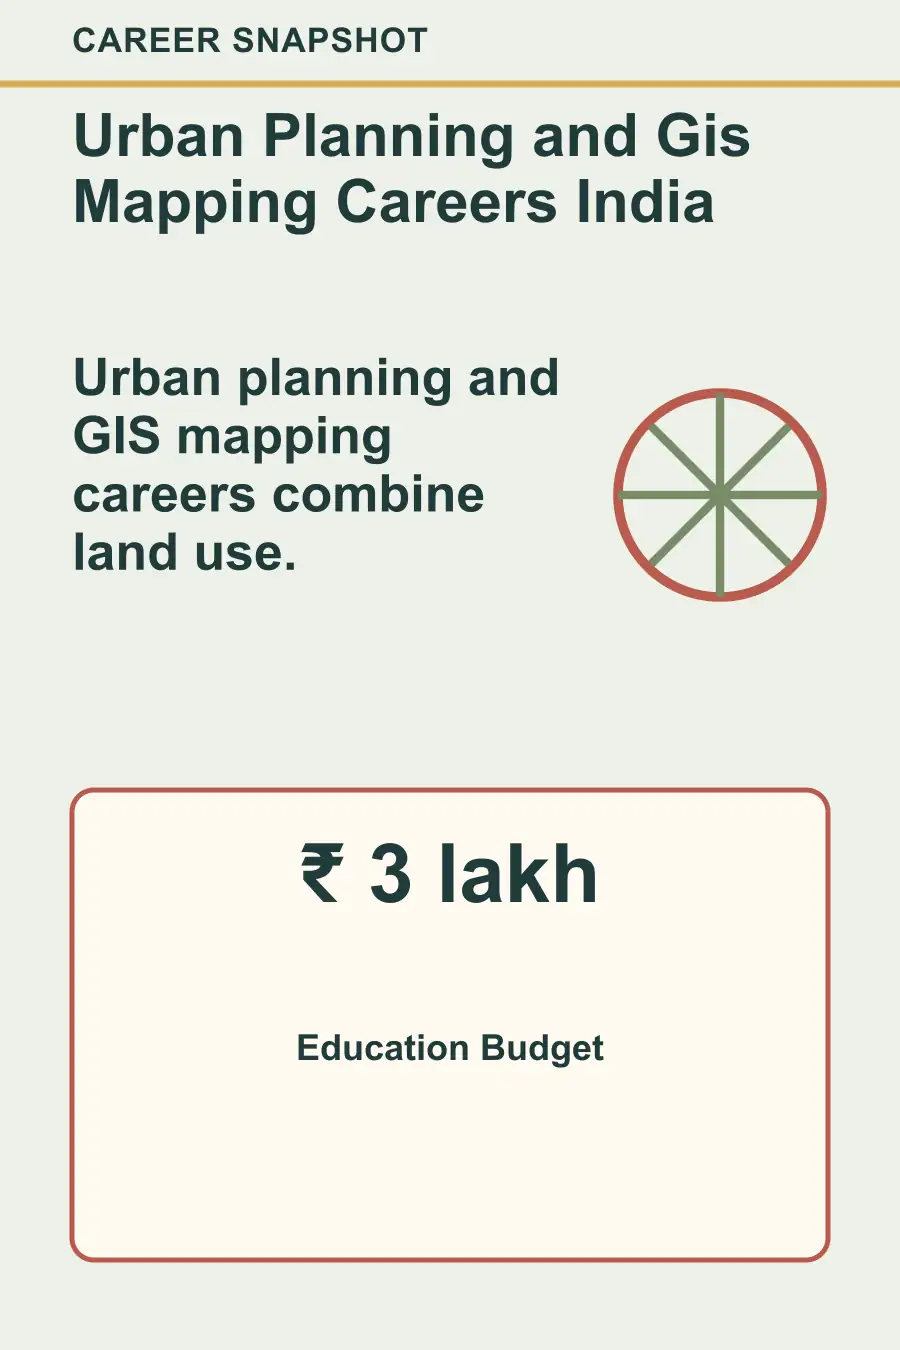 CAREER SNAPSHOT
Urban Planning and Gis
Mapping Careers India
Urban planning and
GIS mapping
careers combine
land use.
₹ 3 lakh
Education Budget